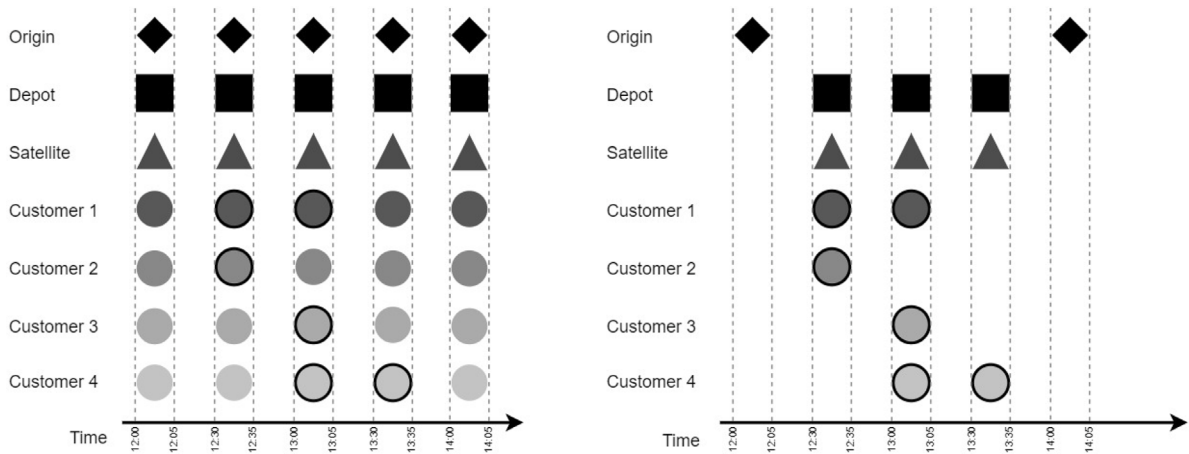 Origin
Depot
Satellite
Customer 1
Customer 2
Customer 3
Customer 4
Time
12:00
12:05
12:30
12:35
13:00
13:05
13:30
13:35
14:00
14:05
Origin
Depot
Satellite
Customer 1
Customer 2
Customer 3
Customer 4
Time
12:00
12:05
12:30
12:35
13:00
13:05
13:30
13:35
14:00
14:05